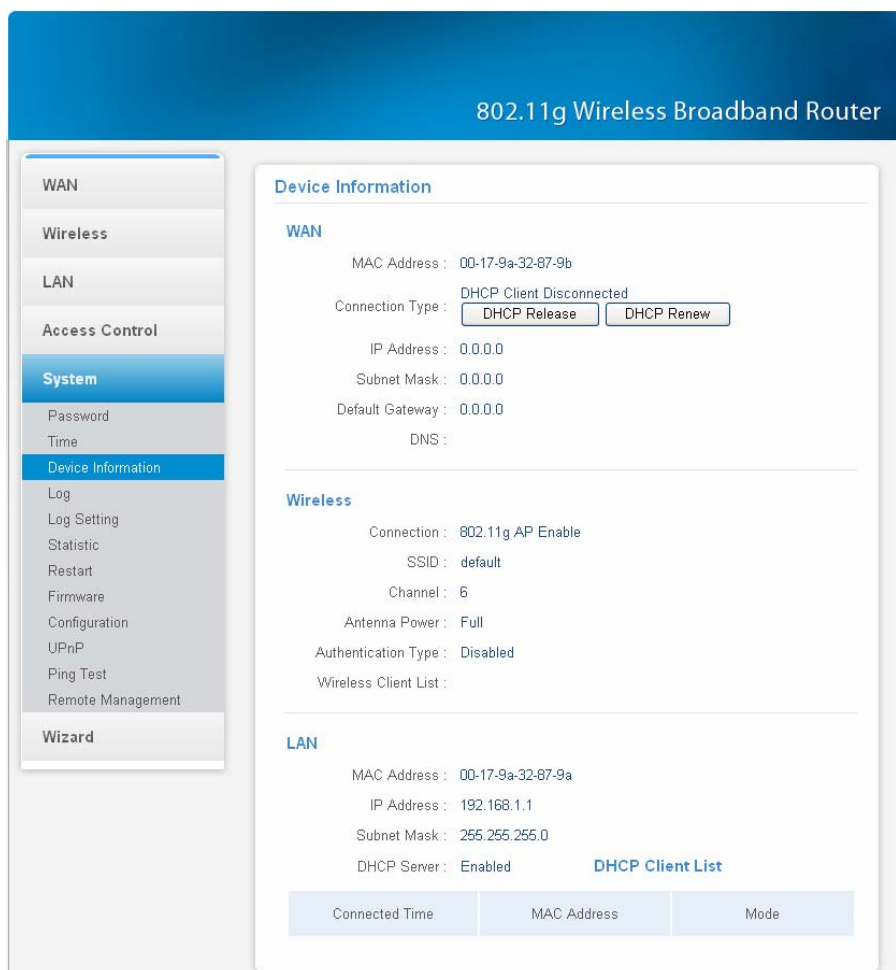 802.11g Wireless Broadband Router
WAN
Wireless
LAN
Access Control
System
Password
Time
Device Information
Log
Log Setting
Statistic
Restart
Firmware
Configuration
UPnP
Ping Test
Remote Management
Wizard
Device Information
WAN
MAC Address : 00-17-9a-32-87-9b
Connection Type : DHCP Client Disconnected
DHCP Release DHCP Renew
IP Address : 0.0.0.0
Subnet Mask : 0.0.0.0
Default Gateway : 0.0.0.0
DNS :
Wireless
Connection : 802.11g AP Enable
SSID : default
Channel : 6
Antenna Power : Full
Authentication Type : Disabled
Wireless Client List :
LAN
MAC Address : 00-17-9a-32-87-9a
IP Address : 192.168.1.1
Subnet Mask : 255.255.255.0
DHCP Server : Enabled DHCP Client List
Connected Time MAC Address Mode